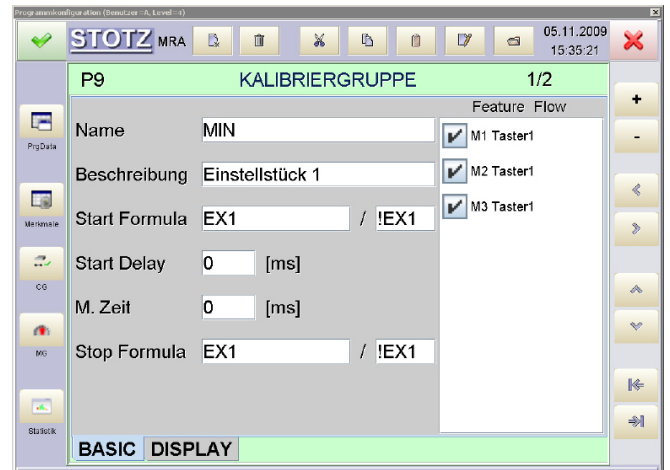 Programmkonfiguration (Benutzer=A, Level=4)
STOTZ MRA
05.11.2009
15:35:21
P9 KALIBRIERGRUPPE 1/2
Feature Flow
Name MIN
Beschreibung Einstellstück 1
Start Formula EX1 / !EX1
Start Delay 0 [ms]
M. Zeit 0 [ms]
Stop Formula EX1 / !EX1
M1 Taster1
M2 Taster1
M3 Taster1
BASIC DISPLAY
PrgData
Merkmale
CG
MG
Statistik
+
-